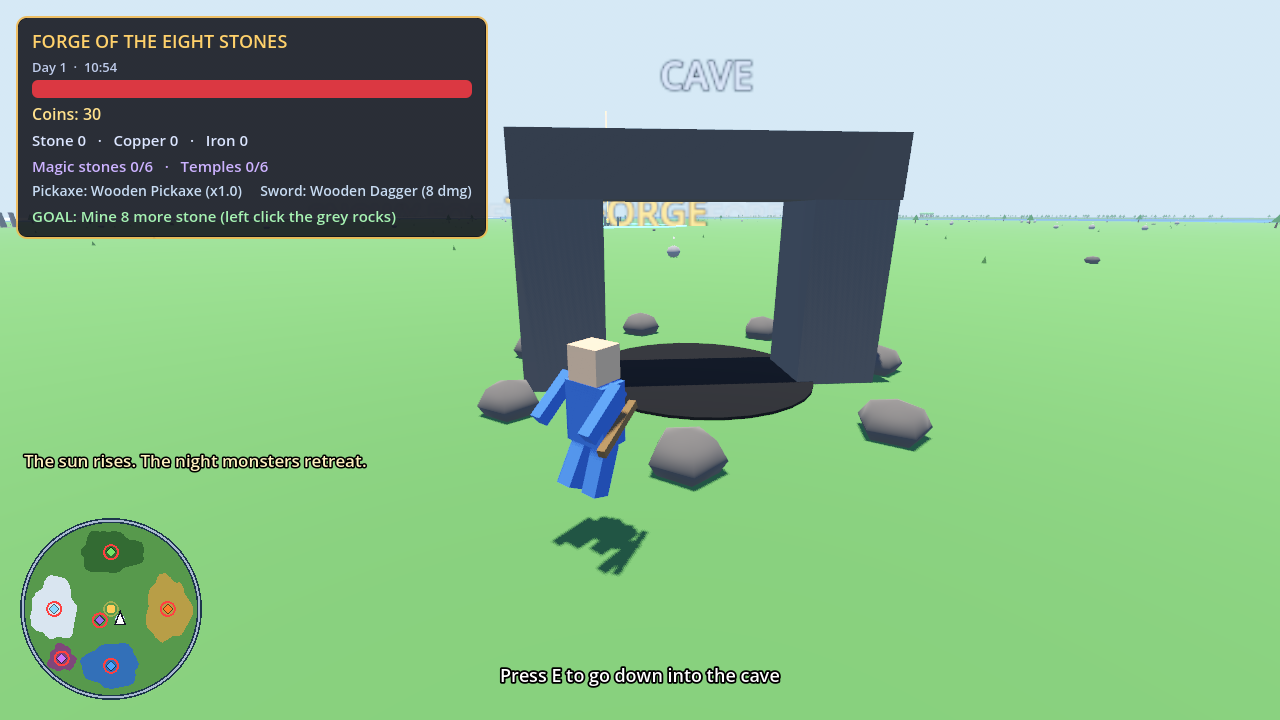 FORGE OF THE EIGHT STONES
Day 1 · 10:54
Coins: 30
Stone 0 · Copper 0 · Iron 0
Magic stones 0/6 · Temples 0/6
Pickaxe: Wooden Pickaxe (x1.0) Sword: Wooden Dagger (8 dmg)
GOAL: Mine 8 more stone (left click the grey rocks)
CAVE
The sun rises. The night monsters retreat.
Press E to go down into the cave